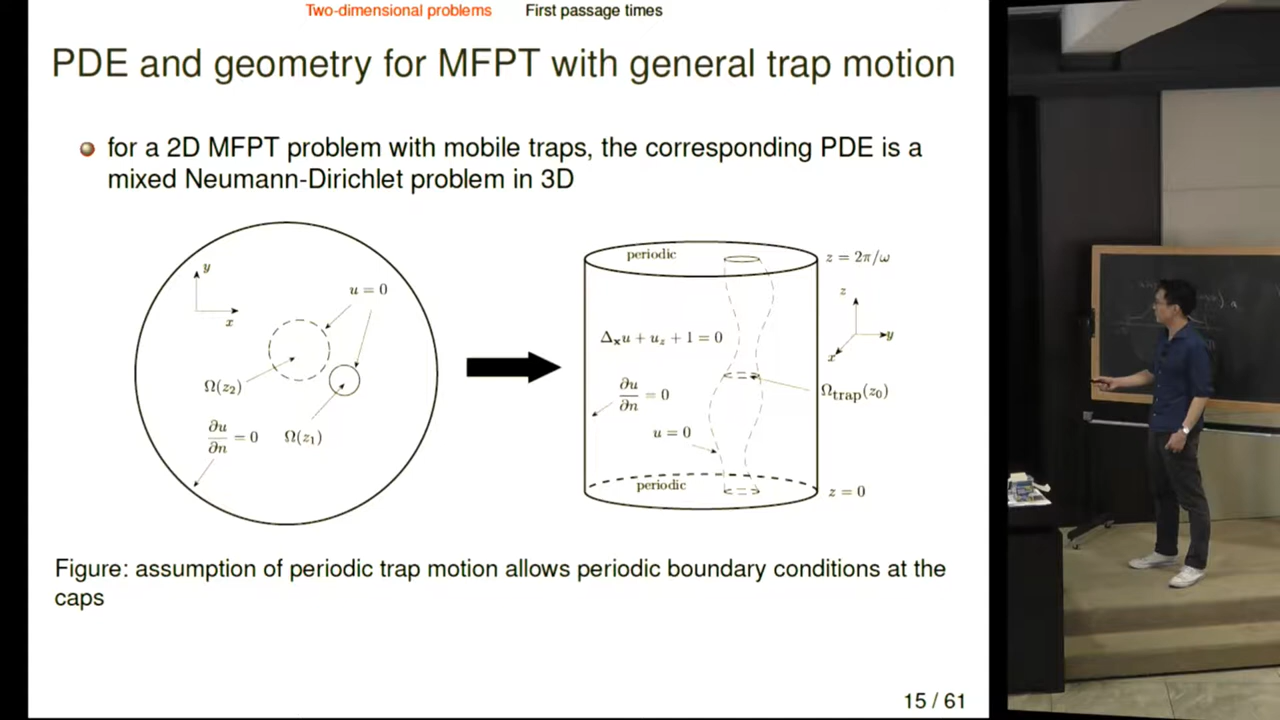 Two-dimensional problems First passage times
PDE and geometry for MFPT with general trap motion
for a 2D MFPT problem with mobile traps, the corresponding PDE is a
mixed Neumann-Dirichlet problem in 3D
y
x
u = 0
Ω(z₂)
∂u/∂n = 0
Ω(z₁)
periodic
z = 2π/ω
z
y
x
Δₓu + u_z + 1 = 0
∂u/∂n = 0
Ω_trap(z₀)
u = 0
periodic
z = 0
Figure: assumption of periodic trap motion allows periodic boundary conditions at the
caps
15 / 61